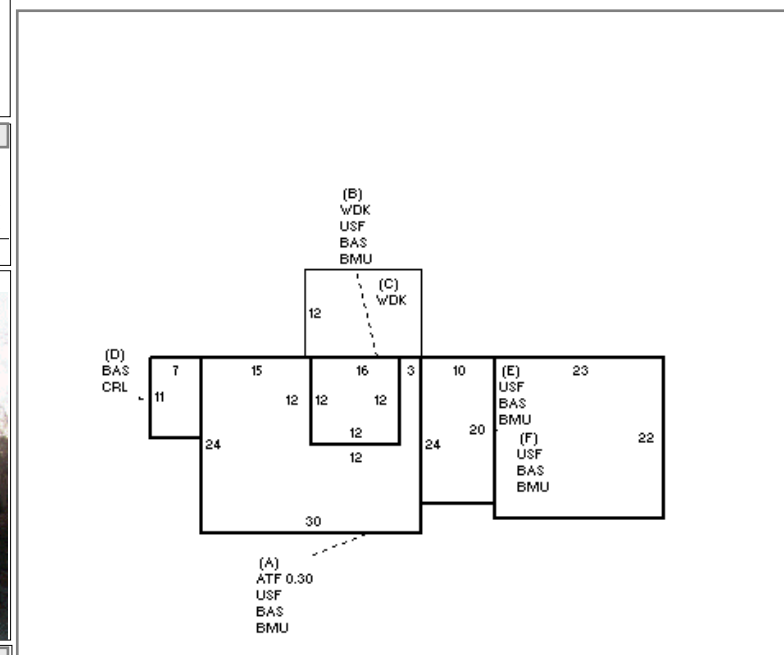 (B)
WDK
USF
BAS
BMU
(C)
WDK
12
(D)
BAS
CRL
7
15
16
3
10
(E)
USF
BAS
BMU
23
11
12
12
12
12
12
24
24
20
22
(F)
USF
BAS
BMU
30
(A)
ATF 0.30
USF
BAS
BMU